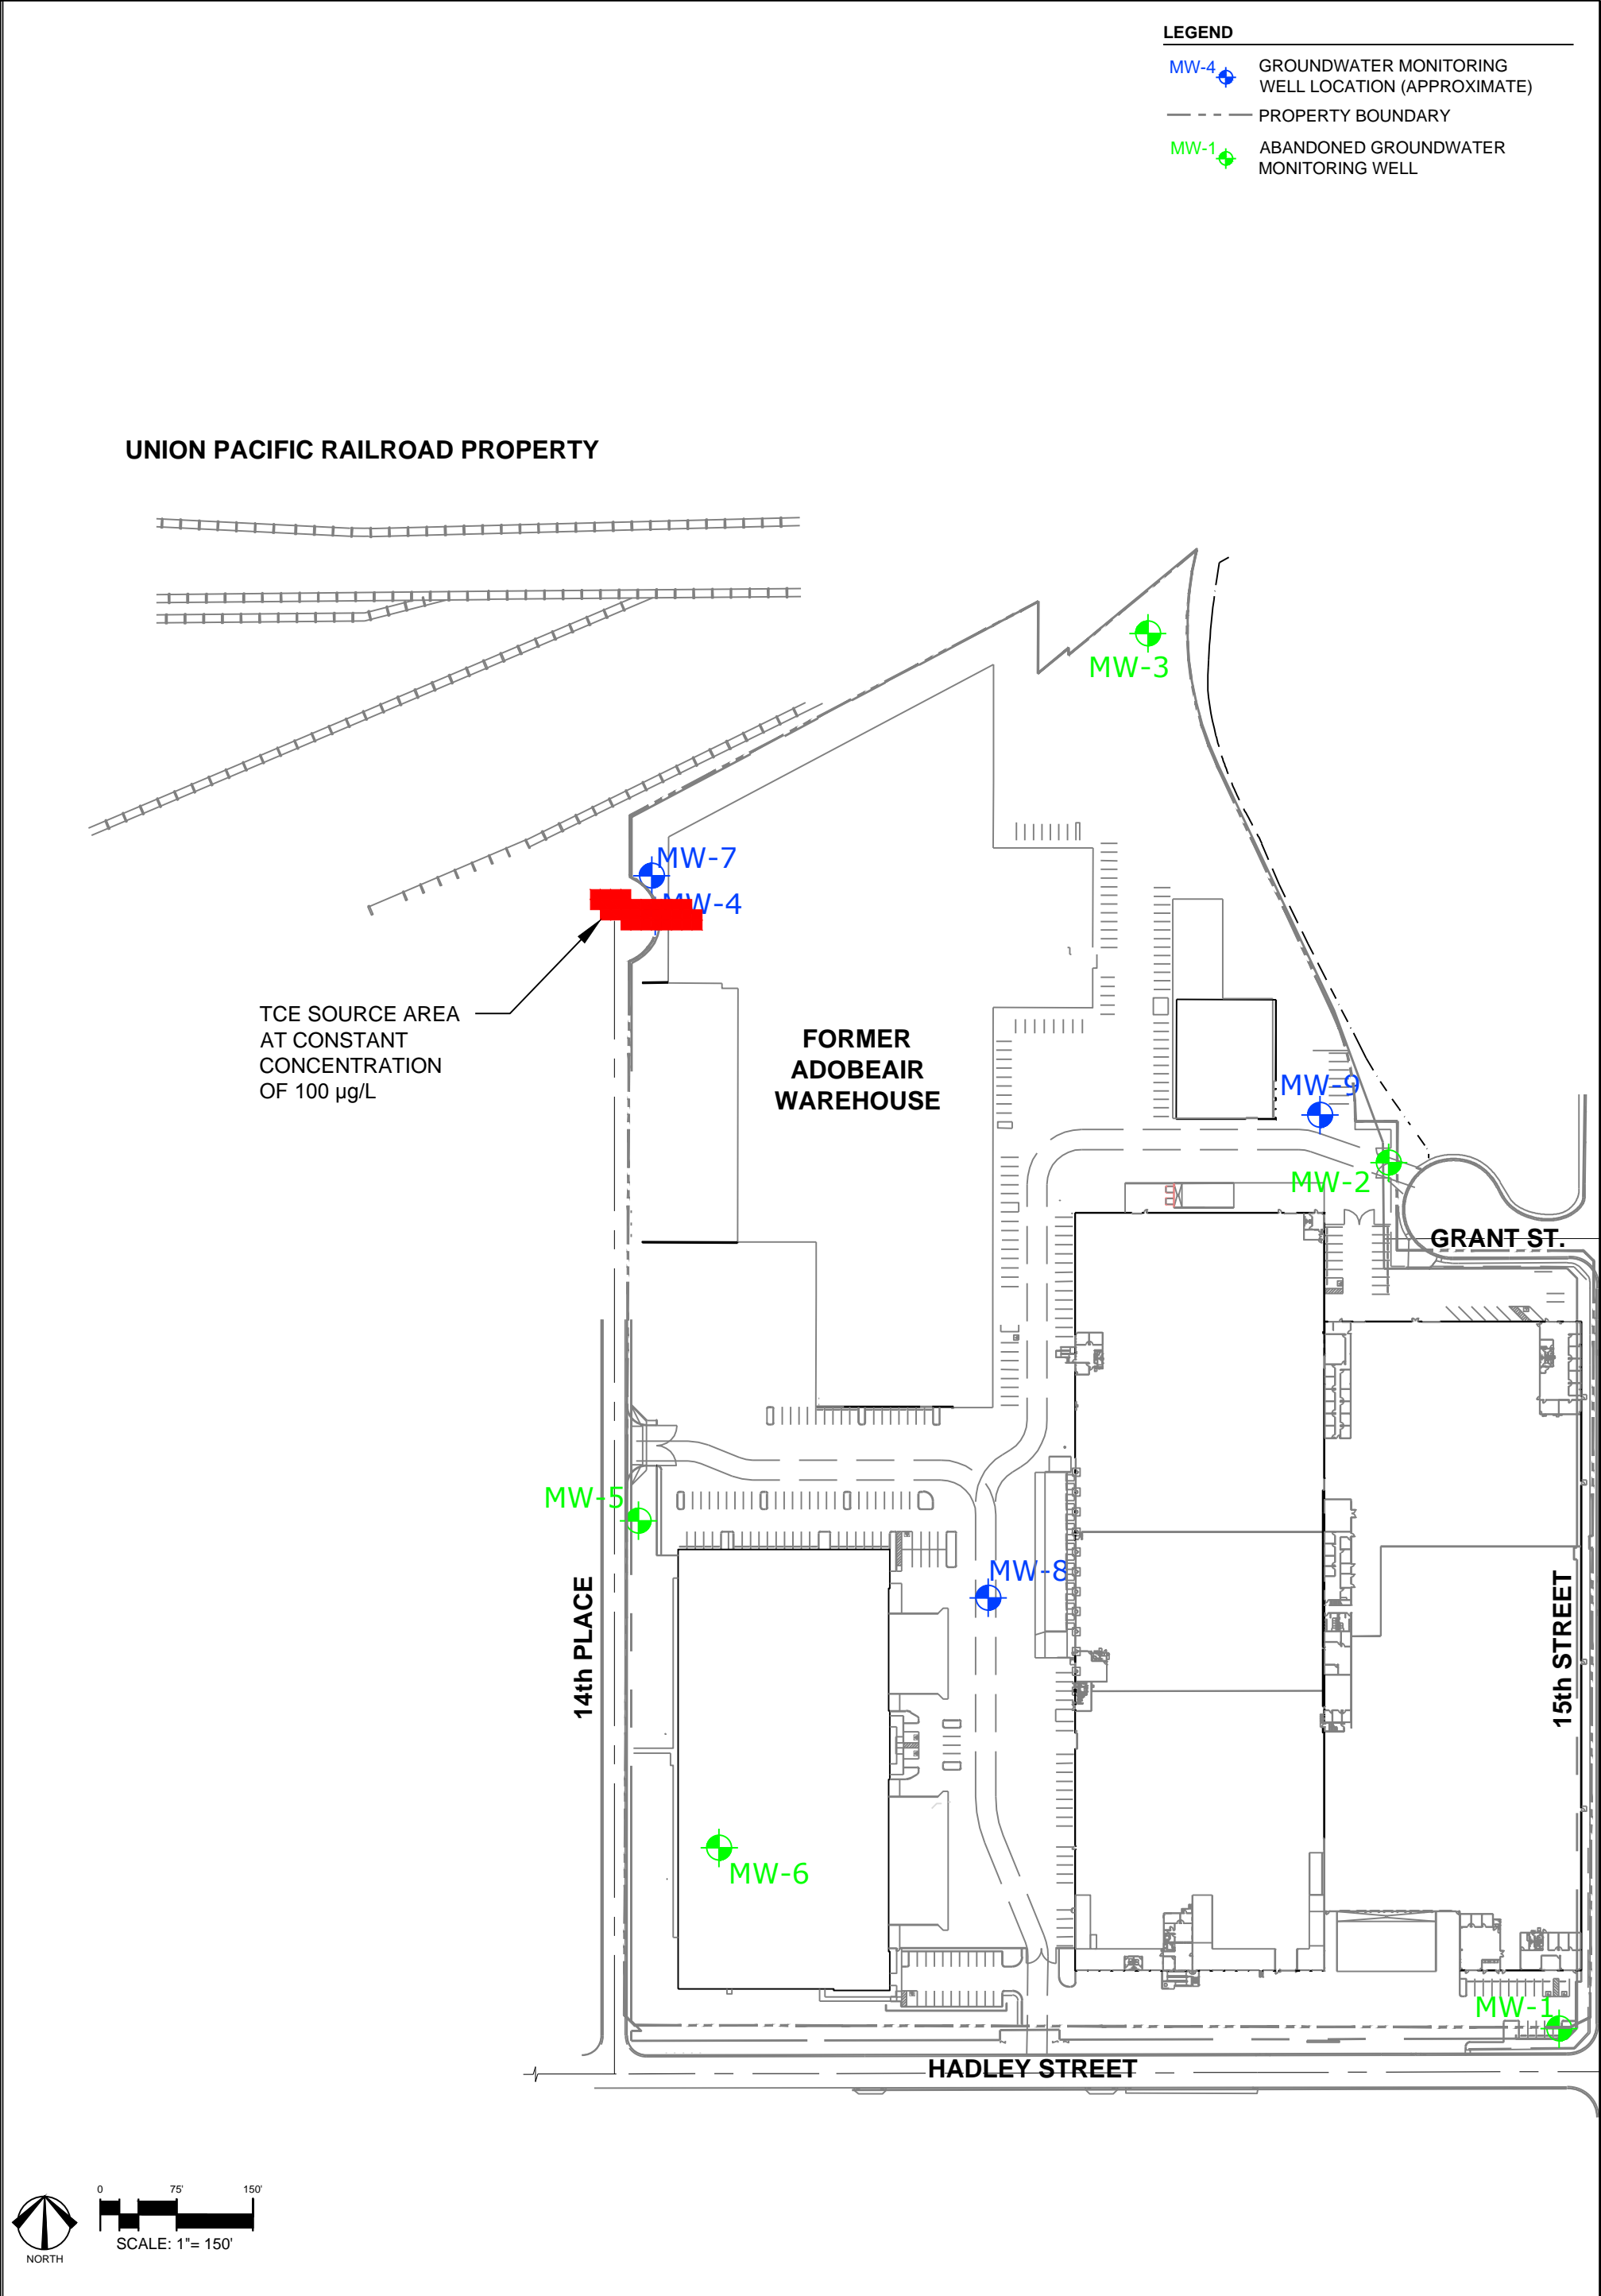 LEGEND
MW-4
GROUNDWATER MONITORING
WELL LOCATION (APPROXIMATE)
PROPERTY BOUNDARY
MW-1
ABANDONED GROUNDWATER
MONITORING WELL
UNION PACIFIC RAILROAD PROPERTY
MW-3
MW-7
MW-4
TCE SOURCE AREA
AT CONSTANT
CONCENTRATION
OF 100 µg/L
FORMER
ADOBEAIR
WAREHOUSE
MW-9
MW-2
GRANT ST.
MW-5
MW-8
14th PLACE
15th STREET
MW-6
MW-1
HADLEY STREET
0 75' 150'
SCALE: 1"= 150'
NORTH